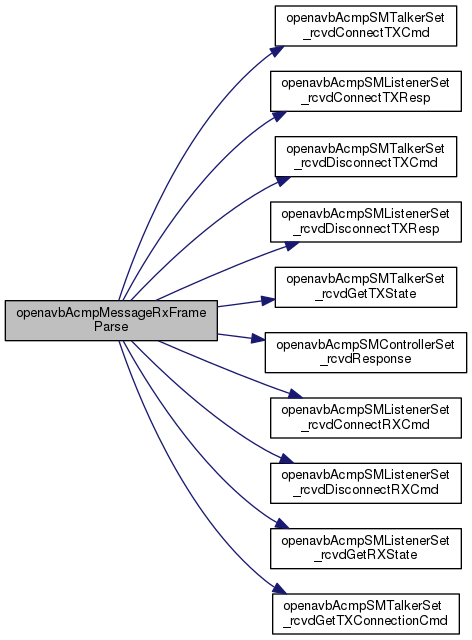 openavbAcmpSMTalkerSet
_rcvdConnectTXCmd
openavbAcmpSMListenerSet
_rcvdConnectTXResp
openavbAcmpSMTalkerSet
_rcvdDisconnectTXCmd
openavbAcmpSMListenerSet
_rcvdDisconnectTXResp
openavbAcmpSMTalkerSet
_rcvdGetTXState
openavbAcmpMessageRxFrame
Parse
openavbAcmpSMControllerSet
_rcvdResponse
openavbAcmpSMListenerSet
_rcvdConnectRXCmd
openavbAcmpSMListenerSet
_rcvdDisconnectRXCmd
openavbAcmpSMListenerSet
_rcvdGetRXState
openavbAcmpSMTalkerSet
_rcvdGetTXConnectionCmd